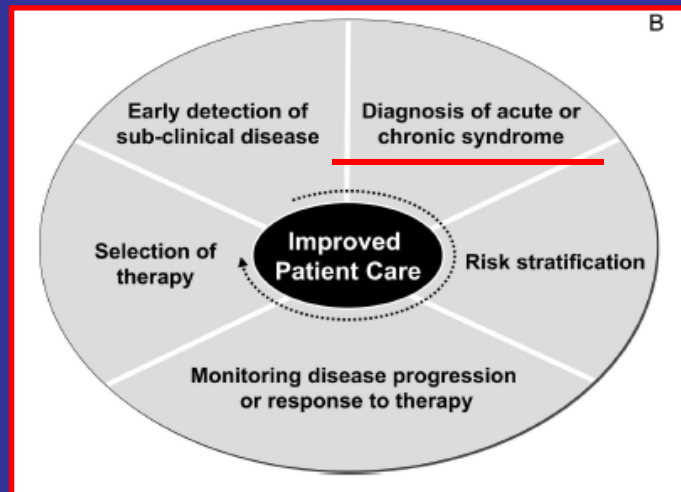 B
Early detection of
sub-clinical disease
Diagnosis of acute or
chronic syndrome
Improved
Patient Care
Selection of
therapy
Risk stratification
Monitoring disease progression
or response to therapy